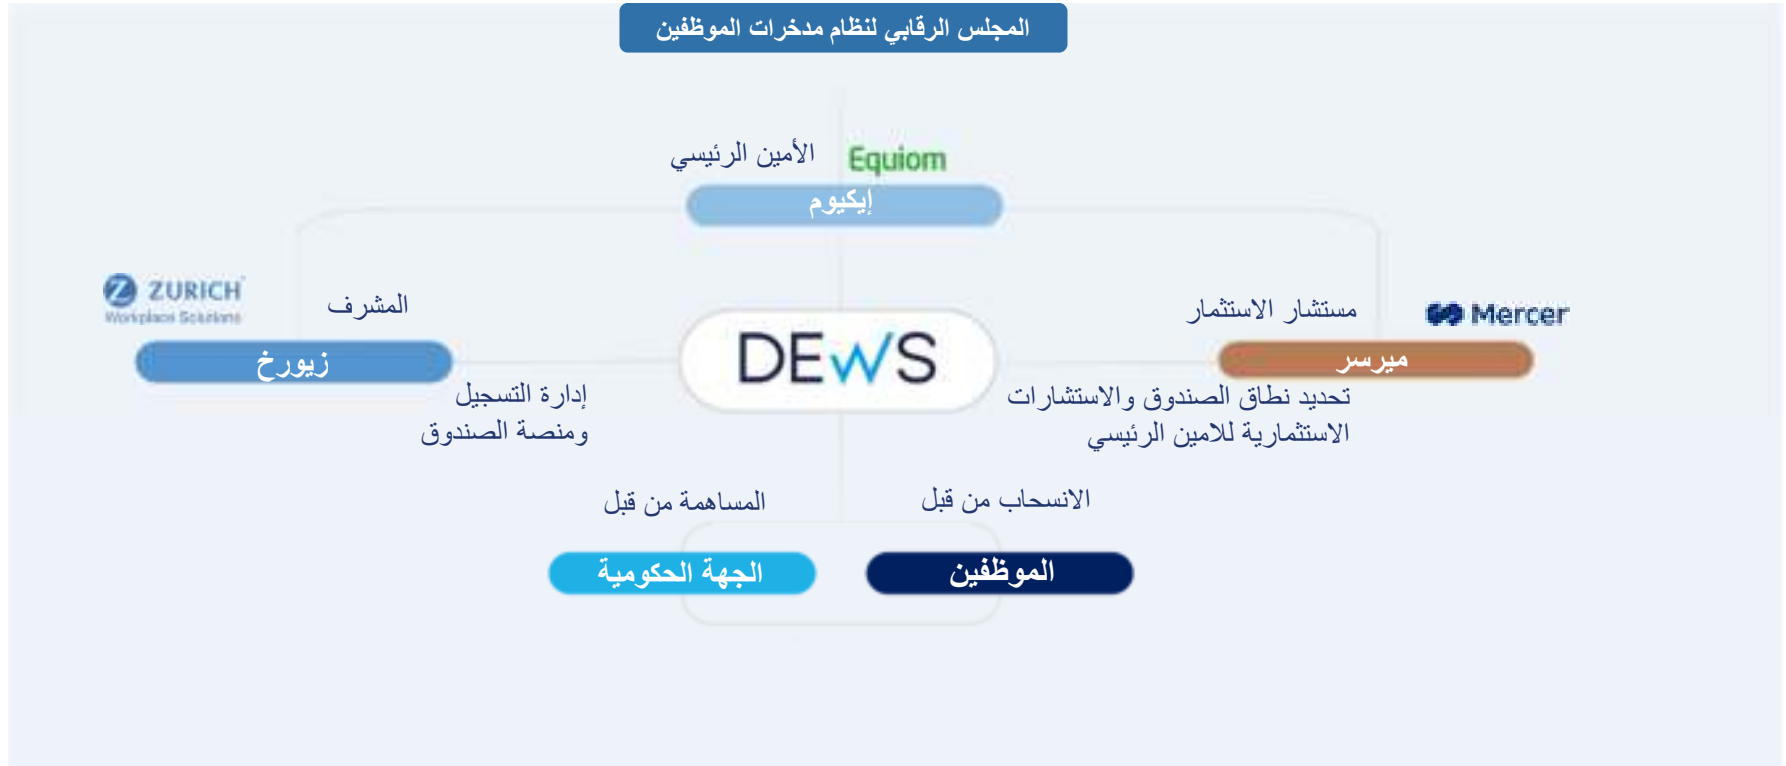 المجلس الرقابي لنظام مدخرات الموظفين
الأمين الرئيسي
Equiom
إيكيوم
مستشار الاستثمار
Mercer
ميرسر
تحديد نطاق الصندوق والاستشارات
الاستثمارية للامين الرئيسي
DEWS
ZURICH
Workplace Solutions
المشرف
زيورخ
إدارة التسجيل
ومنصة الصندوق
الانسحاب من قبل
الموظفين
المساهمة من قبل
الجهة الحكومية